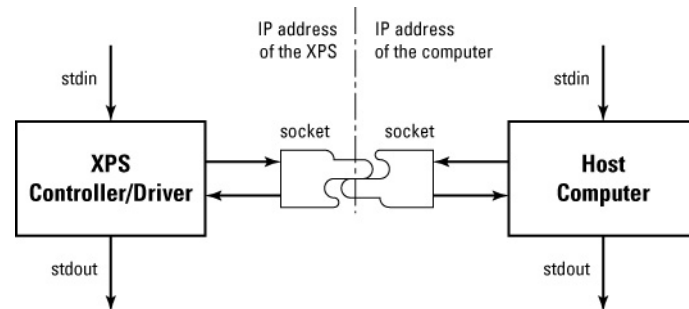 IP address
of the XPS
IP address
of the computer
stdin
stdin
socket
socket
XPS
Controller/Driver
Host
Computer
stdout
stdout